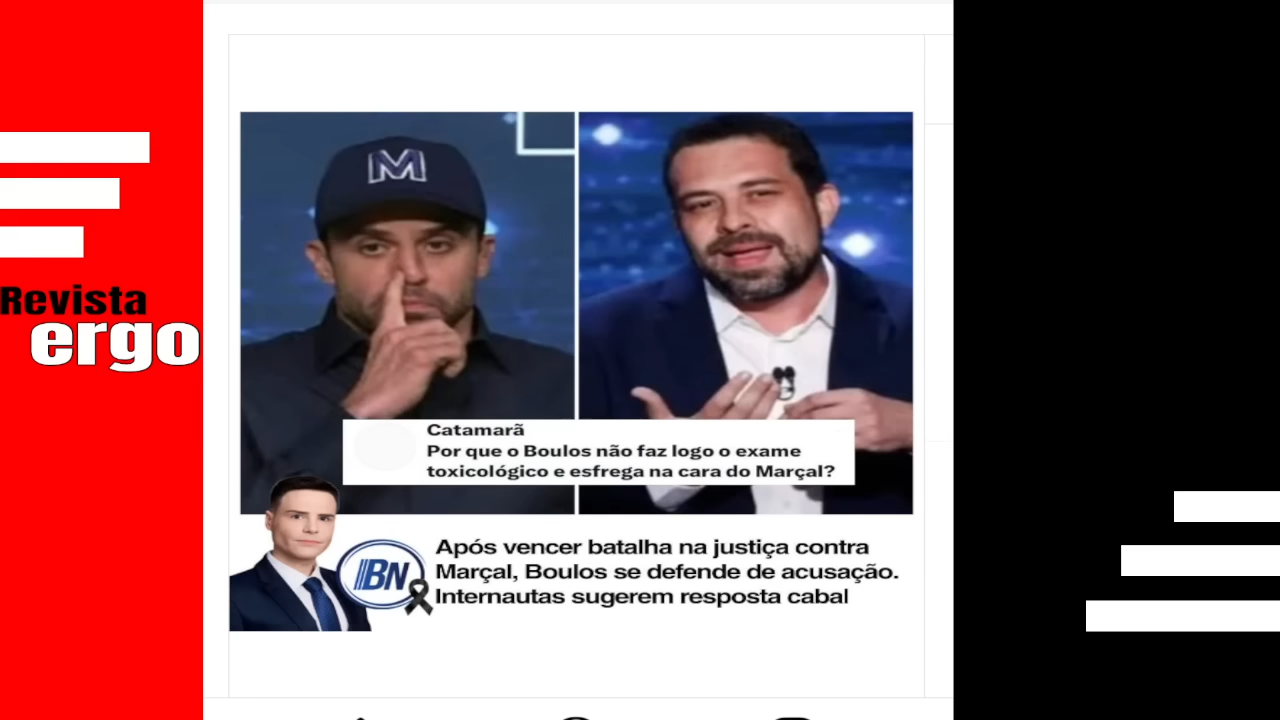 Revista
ergo
M
Catamarã
Por que o Boulos não faz logo o exame
toxicológico e esfrega na cara do Marçal?
BN
Após vencer batalha na justiça contra
Marçal, Boulos se defende de acusação.
Internautas sugerem resposta cabal